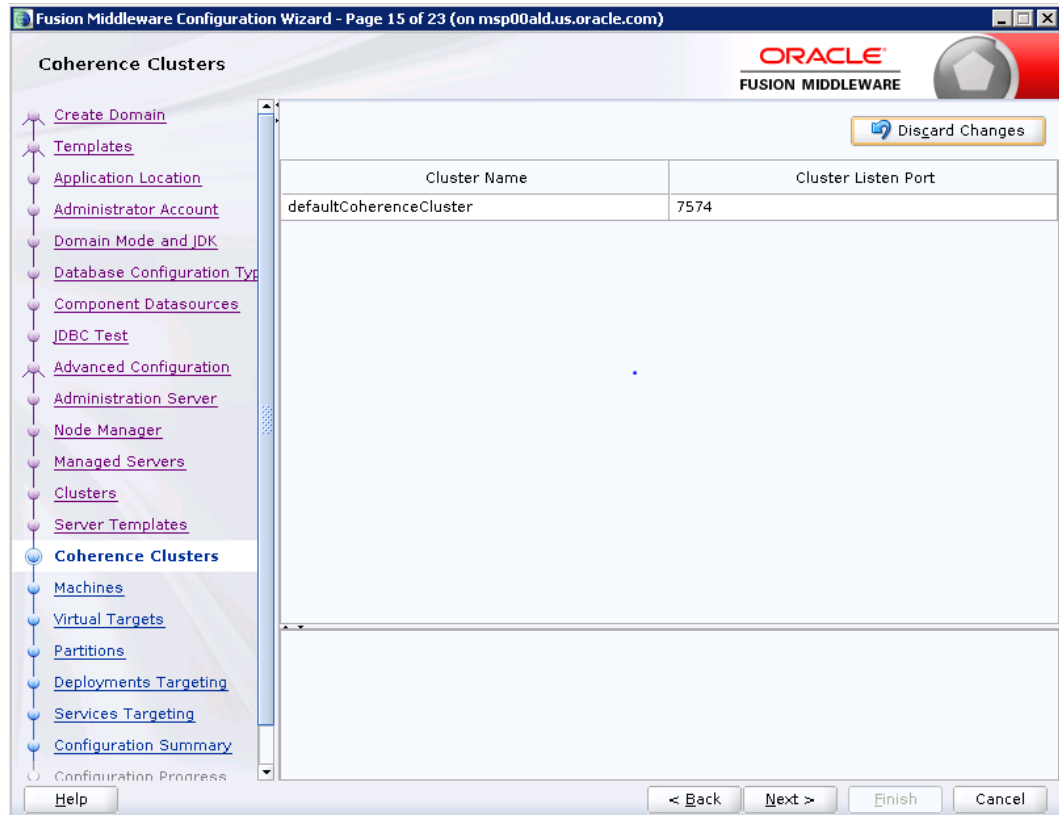 Fusion Middleware Configuration Wizard - Page 15 of 23 (on msp00ald.us.oracle.com)
Coherence Clusters
ORACLE
FUSION MIDDLEWARE
Create Domain
Templates
Application Location
Administrator Account
Domain Mode and JDK
Database Configuration Typ
Component Datasources
JDBC Test
Advanced Configuration
Administration Server
Node Manager
Managed Servers
Clusters
Server Templates
Coherence Clusters
Machines
Virtual Targets
Partitions
Deployments Targeting
Services Targeting
Configuration Summary
Configuration Progress
Discard Changes
Cluster Name Cluster Listen Port
defaultCoherenceCluster 7574
Help < Back Next > Finish Cancel